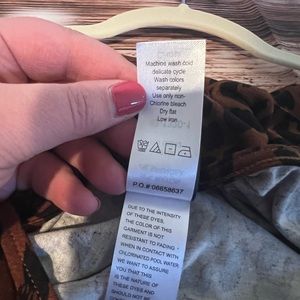 Machins wash cold
delicate cycle
Wash colors
separately
Use only non-
Chlorine bleach
Dry flat
Low iron
P.O.#:06658637
DUE TO THE INTENSITY
OF THESE DYES,
THE COLOR OF THIS
GARMENT IS NOT
RESISTANT TO FADING
WHEN IN CONTACT WITH
CHLORINATED POOL WATER
WE WANT TO ASSURE
YOU THAT THIS
IS THE NATURE OF
THESE DYES AND
SHOULD NOT